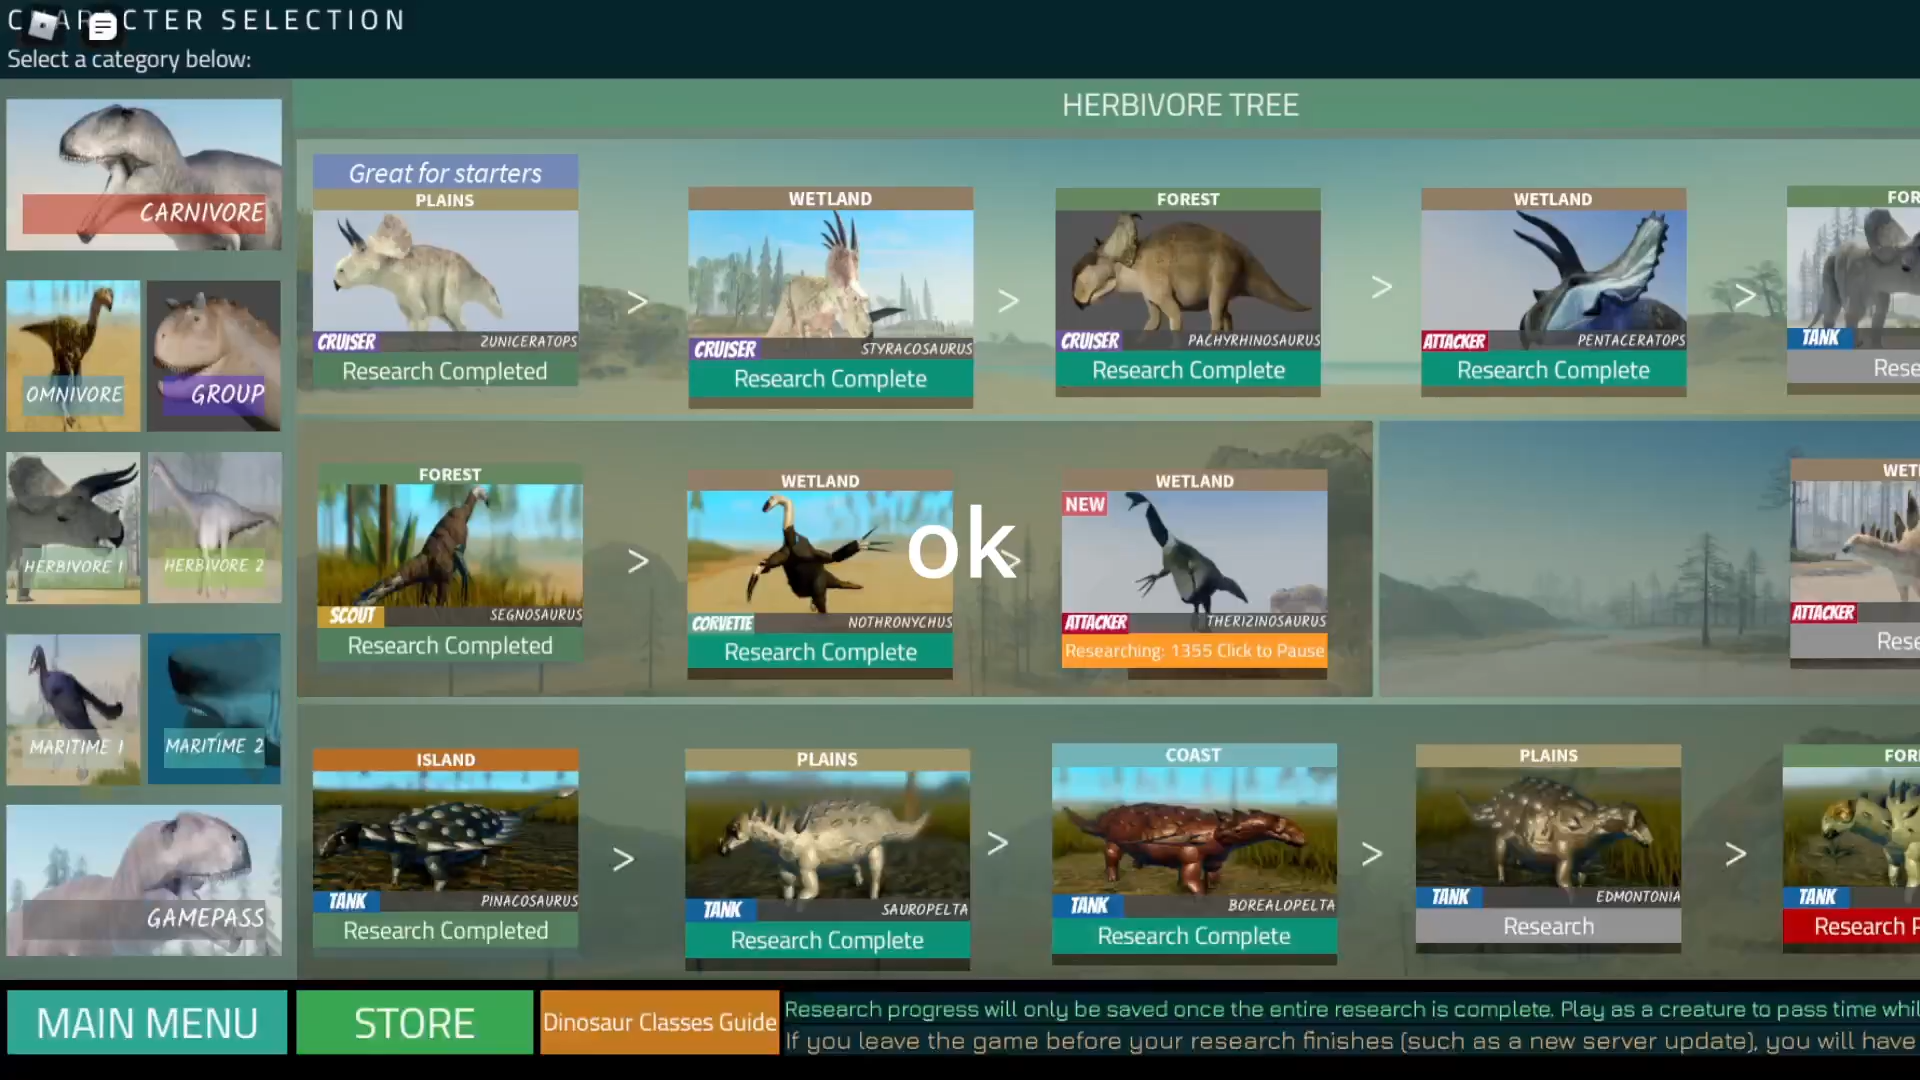 CHARACTER SELECTION
Select a category below:
HERBIVORE TREE
CARNIVORE
OMNIVORE
GROUP
HERBIVORE 1
HERBIVORE 2
MARITIME 1
MARITIME 2
GAMEPASS
Great for starters
PLAINS
CRUISER
ZUNICERATOPS
Research Completed
>
WETLAND
CRUISER
STYRACOSAURUS
Research Complete
>
FOREST
CRUISER
PACHYRHINOSAURUS
Research Complete
>
WETLAND
ATTACKER
PENTACERATOPS
Research Complete
>
FOR
TANK
Rese
FOREST
SCOUT
SEGNOSAURUS
Research Completed
>
WETLAND
CORVETTE
NOTHRONYCHUS
Research Complete
ok
>
WETLAND
NEW
ATTACKER
THERIZINOSAURUS
Researching: 1355 Click to Pause
WETL
ATTACKER
Rese
ISLAND
TANK
PINACOSAURUS
Research Completed
>
PLAINS
TANK
SAUROPELTA
Research Complete
>
COAST
TANK
BOREALOPELTA
Research Complete
>
PLAINS
TANK
EDMONTONIA
Research
>
FOR
TANK
Research P
MAIN MENU
STORE
Dinosaur Classes Guide
Research progress will only be saved once the entire research is complete. Play as a creature to pass time whil
If you leave the game before your research finishes (such as a new server update), you will have